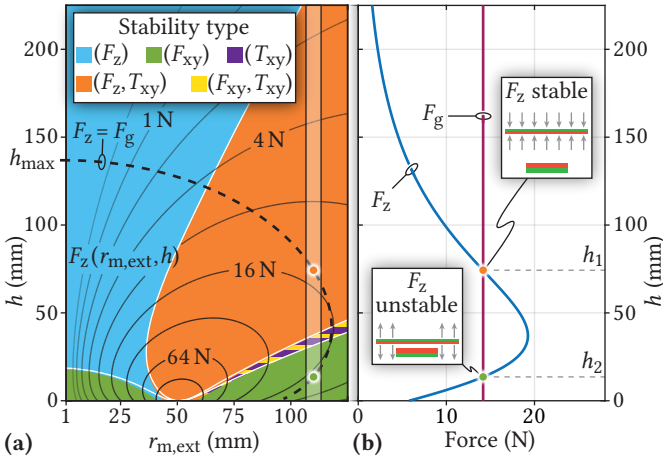 Stability type
(Fz) (Fxy) (Txy)
(Fz, Txy) (Fxy, Txy)
225
150
100
50
0
h (mm)
hmax
Fz = Fg
1 N
4 N
Fz(rm,ext, h)
16 N
64 N
1 25 50 75 100
rm,ext (mm)
(a)
Fg
Fz
Fz stable
Fz
unstable
h1
h2
0 10 20
Force (N)
(b)
225
150
100
50
0
h (mm)